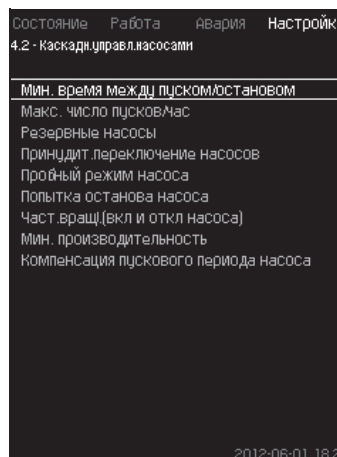 Состояние Работа Авария Настройк
4.2 - Каскадн.управл.насосами
Мин. время между пуском/остановом
Макс. число пусков/час
Резервные насосы
Принудит.переключение насосов
Пробный режим насоса
Попытка останова насоса
Част.вращ.(вкл и откл насоса)
Мин. производительность
Компенсация пускового периода насоса
2012-06-01 18:2